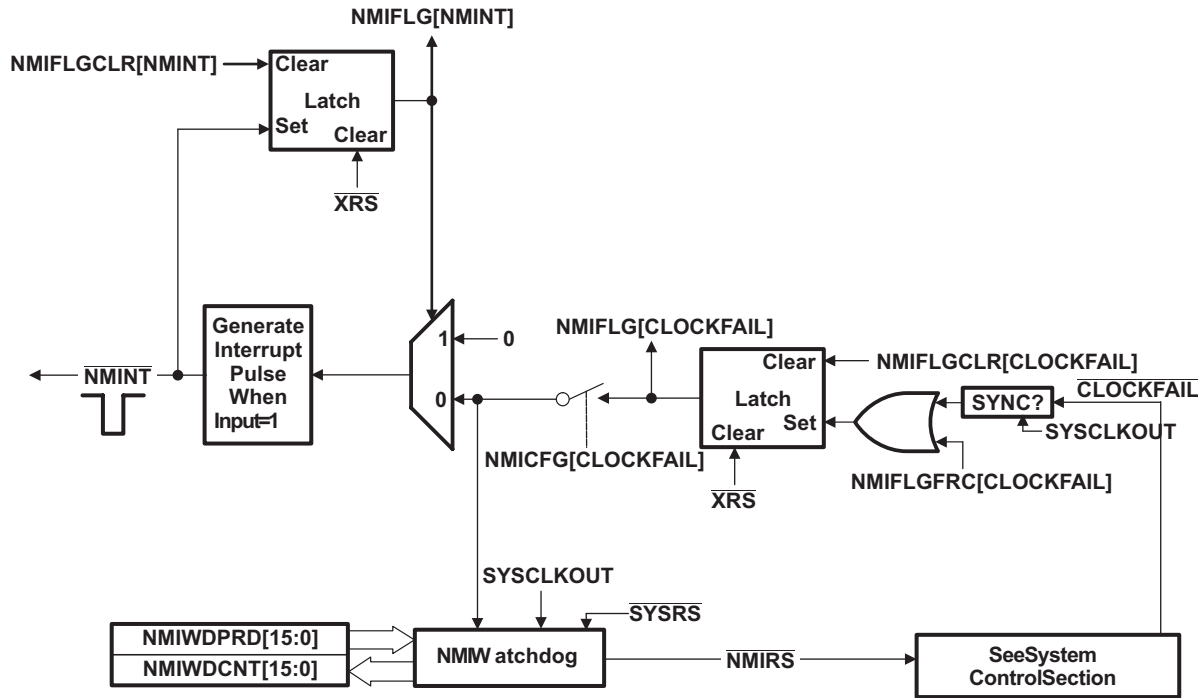 NMIFLG[NMINT]
NMIFLGCLR[NMINT]
Clear
Latch
Set
Clear
XRS
Generate
Interrupt
Pulse
When
Input=1
NMINT
1
0
0
NMIFLG[CLOCKFAIL]
NMICFG[CLOCKFAIL]
Clear
Latch
Set
Clear
XRS
NMIFLGCLR[CLOCKFAIL]
CLOCKFAIL
SYNC?
SYSCLKOUT
NMIFLGFRC[CLOCKFAIL]
SYSCLKOUT
SYSRS
NMIWDPRD[15:0]
NMIWDCNT[15:0]
NMIW atchdog
NMIRS
SeeSystem
ControlSection